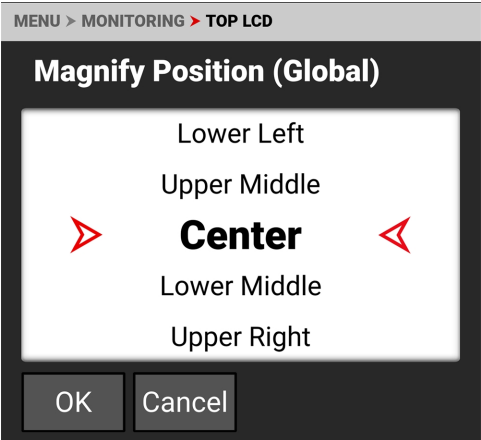 MENU > MONITORING > TOP LCD
Magnify Position (Global)
Lower Left
Upper Middle
Center
Lower Middle
Upper Right
OK Cancel